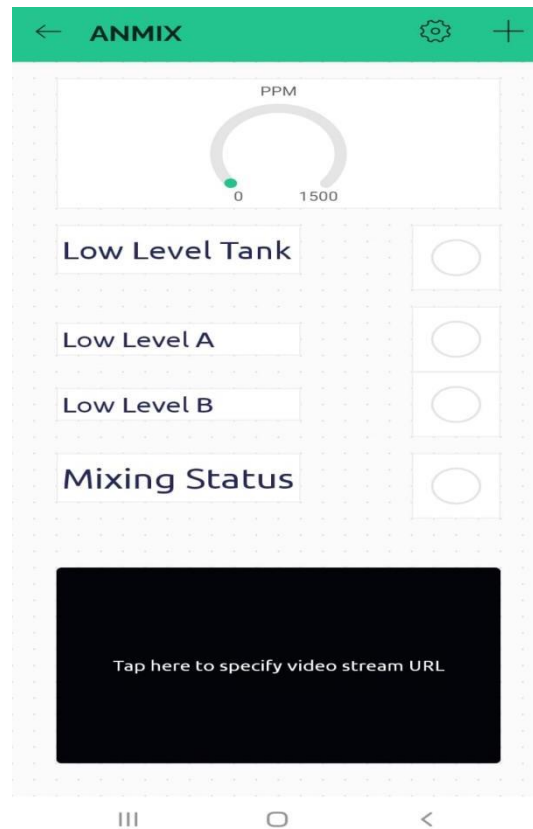 ANMIX
PPM
0 1500
Low Level Tank
Low Level A
Low Level B
Mixing Status
Tap here to specify video stream URL